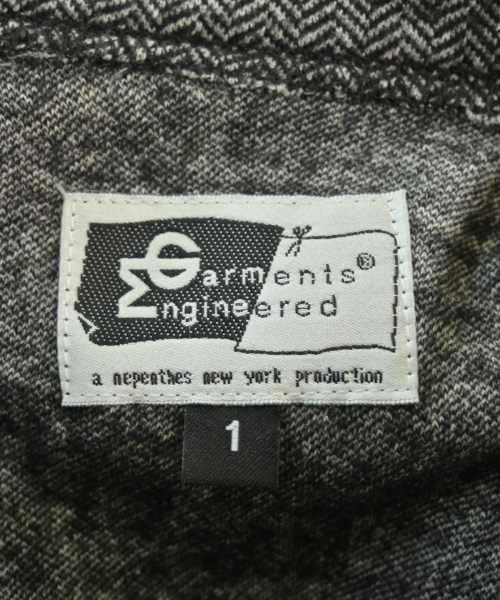 Garments®
Engineered
a nepenthes new york production
1